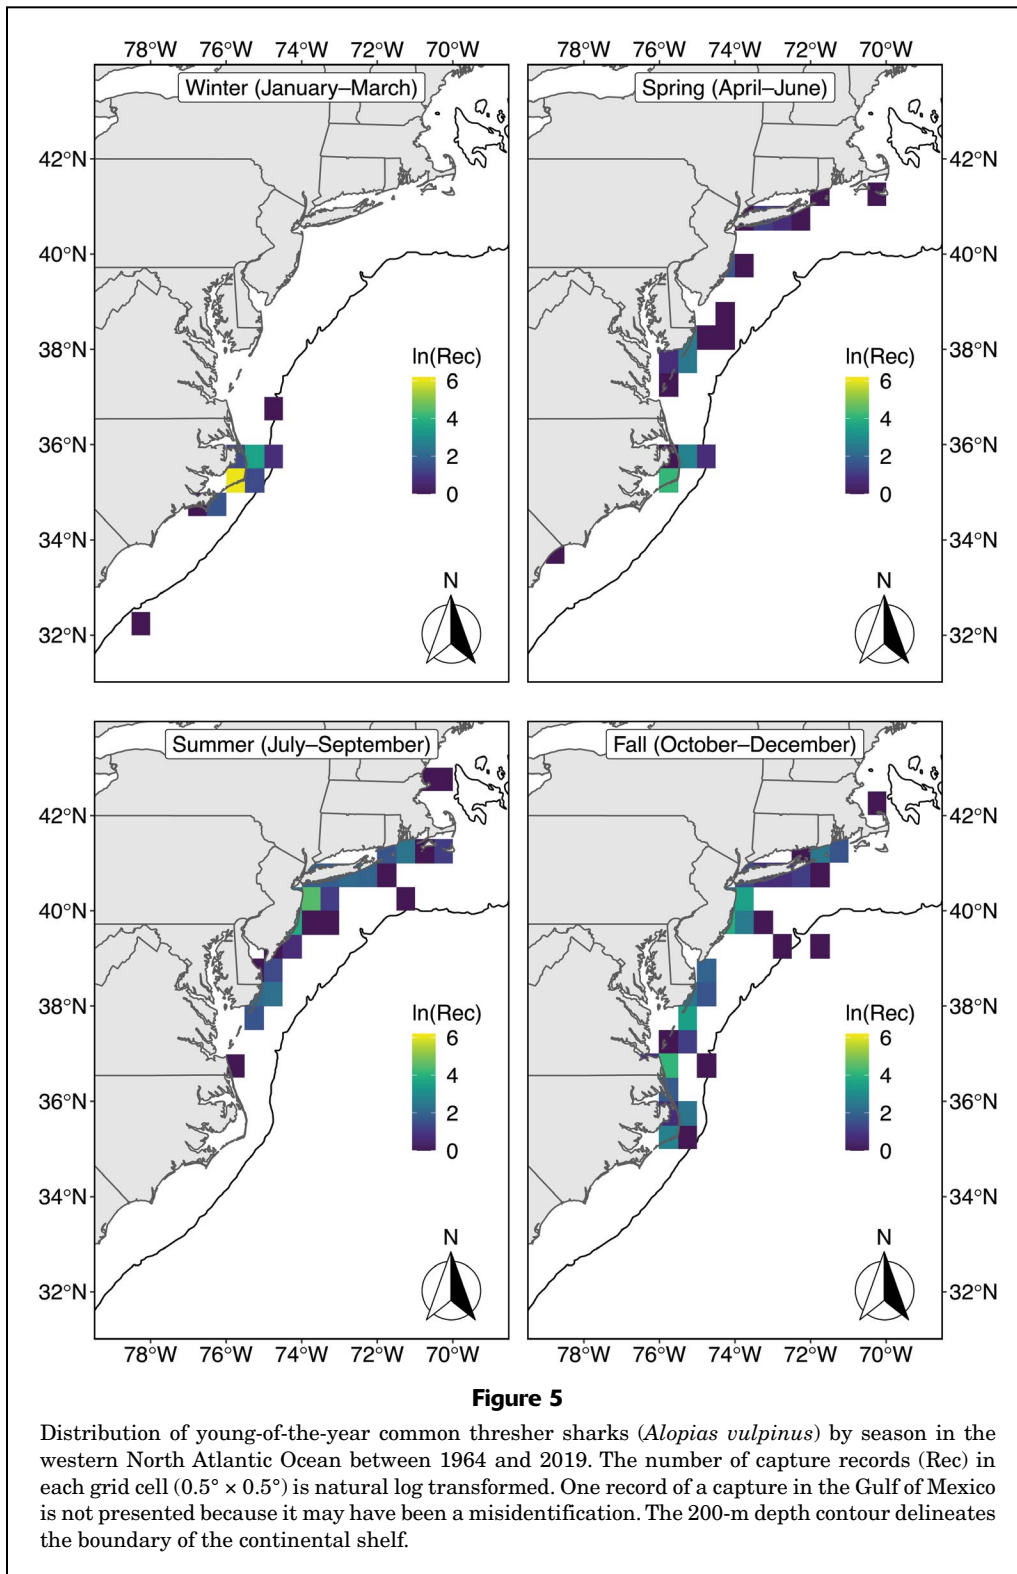 78°W 76°W 74°W 72°W 70°W 78°W 76°W 74°W 72°W 70°W
Winter (January–March) Spring (April–June)
42°N 42°N
40°N 40°N
38°N ln(Rec) ln(Rec) 38°N
6 6
4 4
36°N 36°N
2 2
0 0
34°N 34°N
N N
32°N 32°N
Summer (July–September) Fall (October–December)
42°N 42°N
40°N 40°N
38°N ln(Rec) ln(Rec) 38°N
6 6
4 4
36°N 36°N
2 2
0 0
34°N 34°N
N N
32°N 32°N
78°W 76°W 74°W 72°W 70°W 78°W 76°W 74°W 72°W 70°W
Figure 5
Distribution of young-of-the-year common thresher sharks (Alopias vulpinus) by season in the
western North Atlantic Ocean between 1964 and 2019. The number of capture records (Rec) in
each grid cell (0.5° × 0.5°) is natural log transformed. One record of a capture in the Gulf of Mexico
is not presented because it may have been a misidentification. The 200-m depth contour delineates
the boundary of the continental shelf.